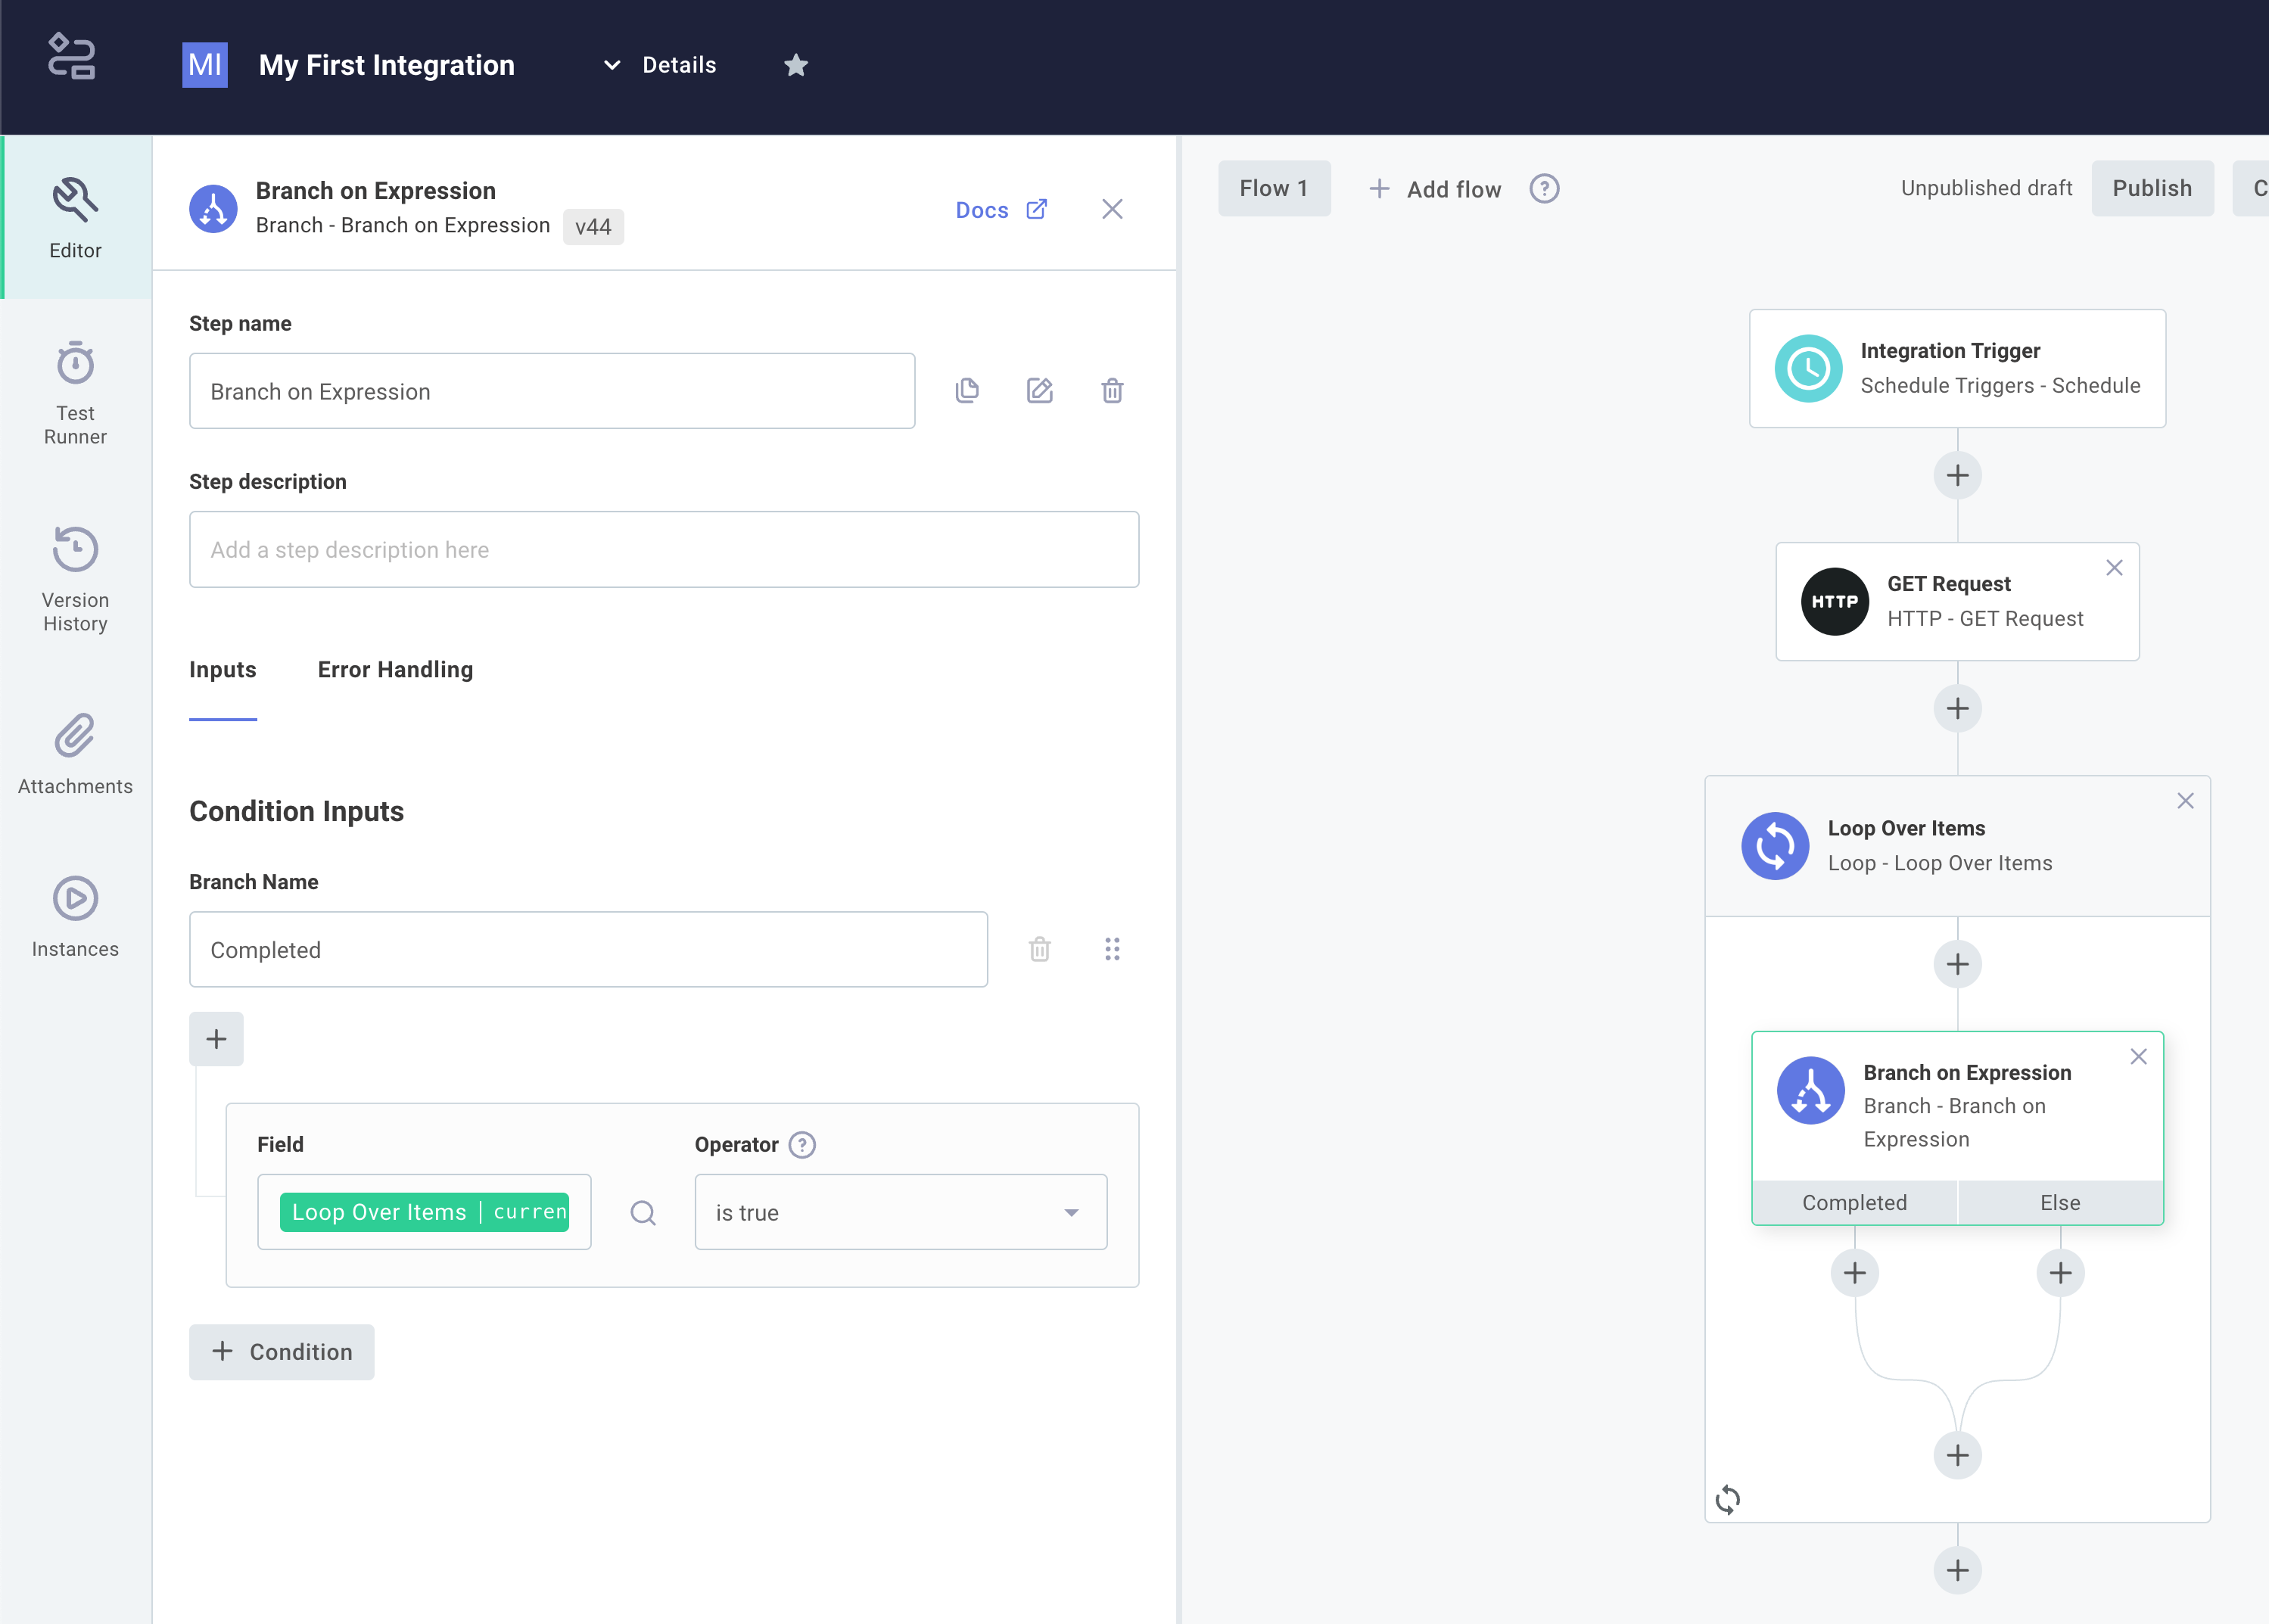 MI My First Integration Details
Editor
Test
Runner
Version
History
Attachments
Instances
Branch on Expression
Branch - Branch on Expression v44
Docs
Step name
Branch on Expression
Step description
Add a step description here
Inputs Error Handling
Condition Inputs
Branch Name
Completed
Field Operator ?
Loop Over Items curren is true
Condition
Flow 1 Add flow ? Unpublished draft Publish C
Integration Trigger
Schedule Triggers - Schedule
HTTP
GET Request
HTTP - GET Request
Loop Over Items
Loop - Loop Over Items
Branch on Expression
Branch - Branch on
Expression
Completed Else